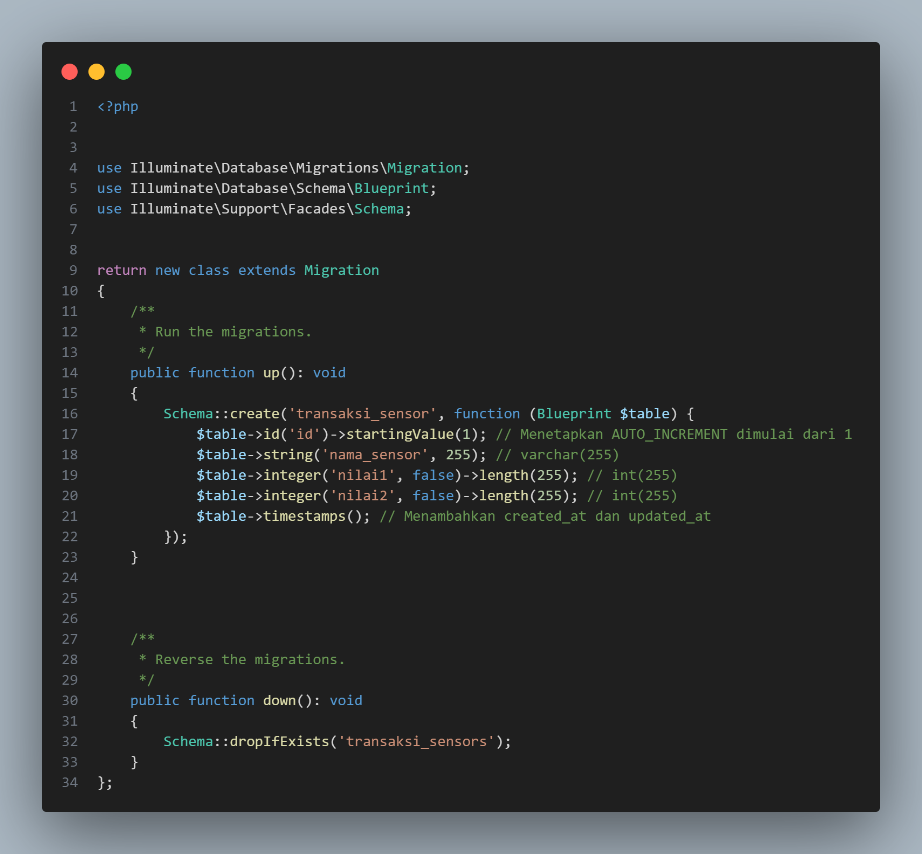 1 <?php
2
3
4 use Illuminate\Database\Migrations\Migration;
5 use Illuminate\Database\Schema\Blueprint;
6 use Illuminate\Support\Facades\Schema;
7
8
9 return new class extends Migration
10 {
11     /**
12      * Run the migrations.
13      */
14     public function up(): void
15     {
16         Schema::create('transaksi_sensor', function (Blueprint $table) {
17             $table->id('id')->startingValue(1); // Menetapkan AUTO_INCREMENT dimulai dari 1
18             $table->string('nama_sensor', 255); // varchar(255)
19             $table->integer('nilai1', false)->length(255); // int(255)
20             $table->integer('nilai2', false)->length(255); // int(255)
21             $table->timestamps(); // Menambahkan created_at dan updated_at
22         });
23     }
24
25
26
27     /**
28      * Reverse the migrations.
29      */
30     public function down(): void
31     {
32         Schema::dropIfExists('transaksi_sensors');
33     }
34 };